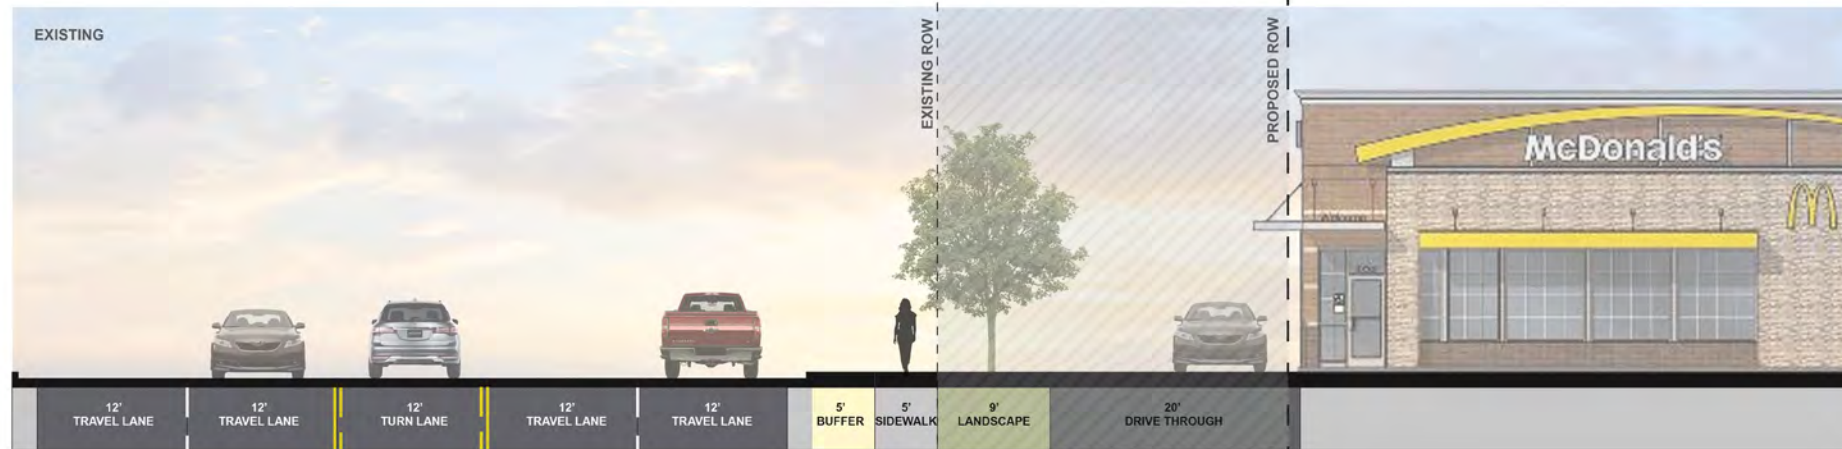 EXISTING
EXISTING ROW
PROPOSED ROW
McDonald's
12'
TRAVEL LANE
12'
TRAVEL LANE
12'
TURN LANE
12'
TRAVEL LANE
12'
TRAVEL LANE
5'
BUFFER
5'
SIDEWALK
9'
LANDSCAPE
20'
DRIVE THROUGH